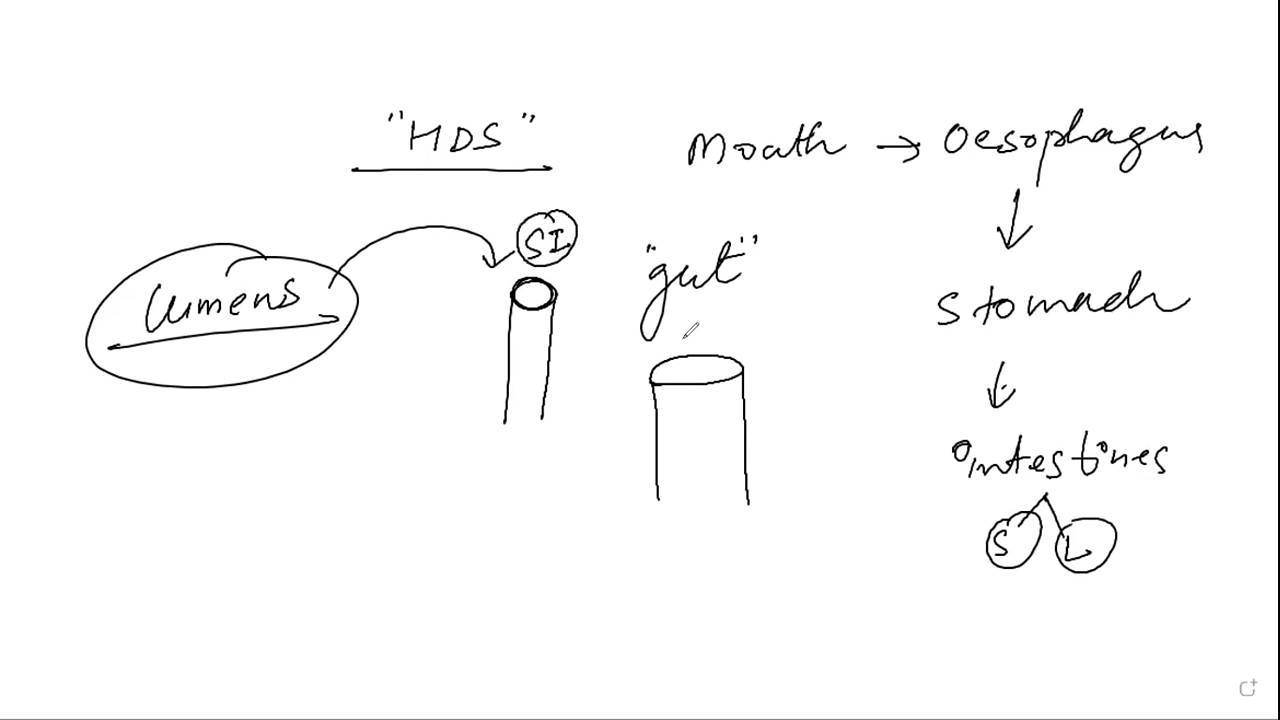 "HDS"
Mouth → Oesophagus
SI
"gut"
lumens
Stomach
intestines
S L